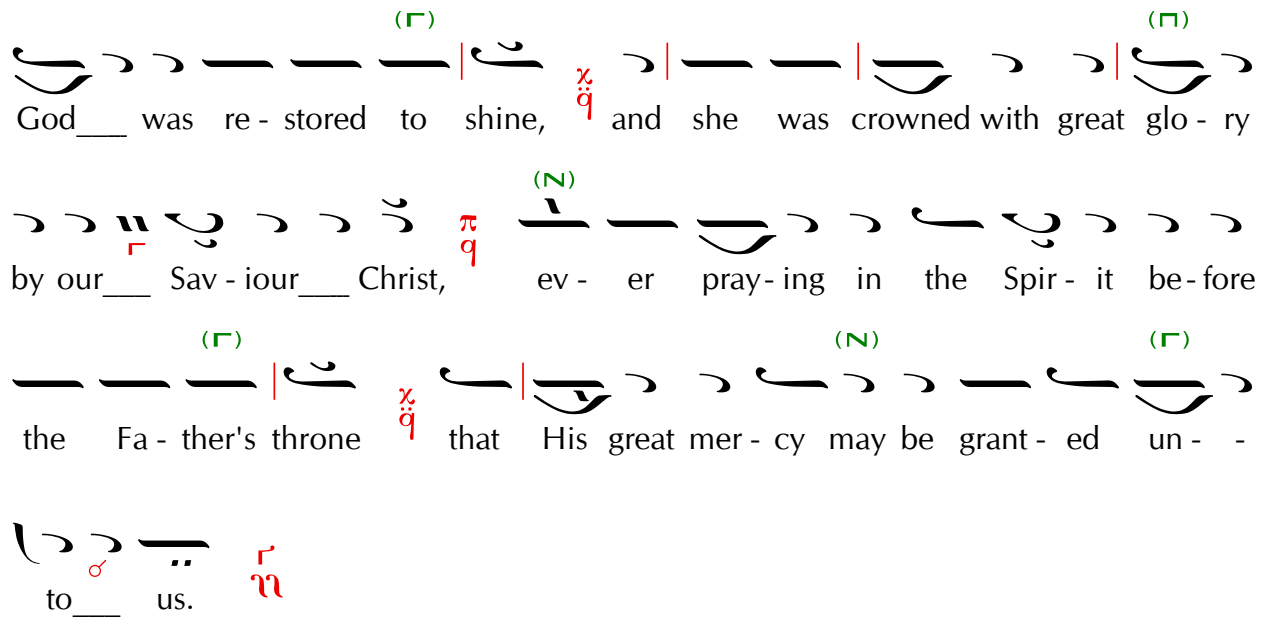 (Γ) (Π)
God___ was re - stored to shine, χ q̈ and she was crowned with great glo - ry
(Ν)
by our___ Sav - iour___ Christ, π q ev - er pray - ing in the Spir - it be - fore
(Γ) (Ν) (Γ)
the Fa - ther's throne χ q̈ that His great mer - cy may be grant - ed un - -
to___ us.